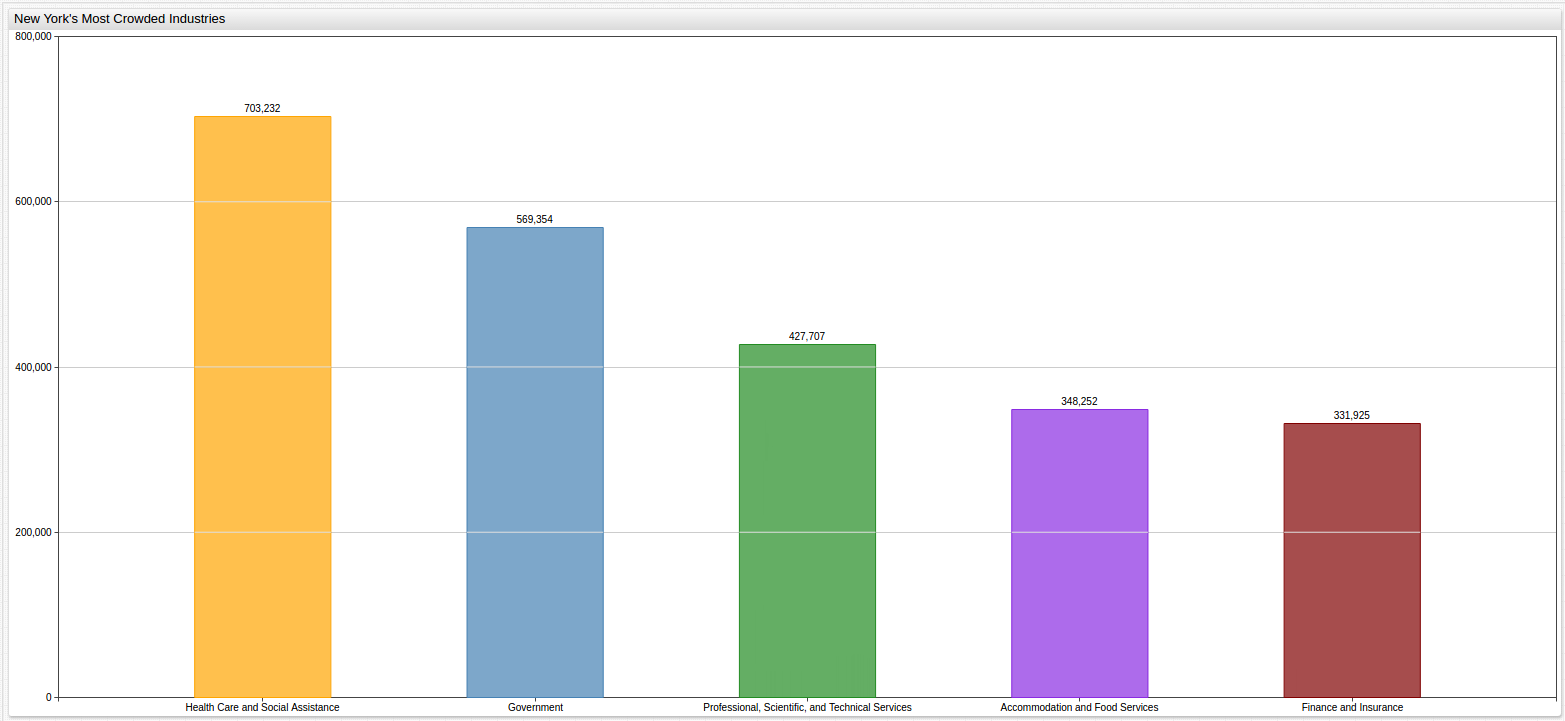 New York's Most Crowded Industries
800,000
703,232
600,000
569,354
427,707
400,000
348,252
331,925
200,000
0
Health Care and Social Assistance
Government
Professional, Scientific, and Technical Services
Accommodation and Food Services
Finance and Insurance